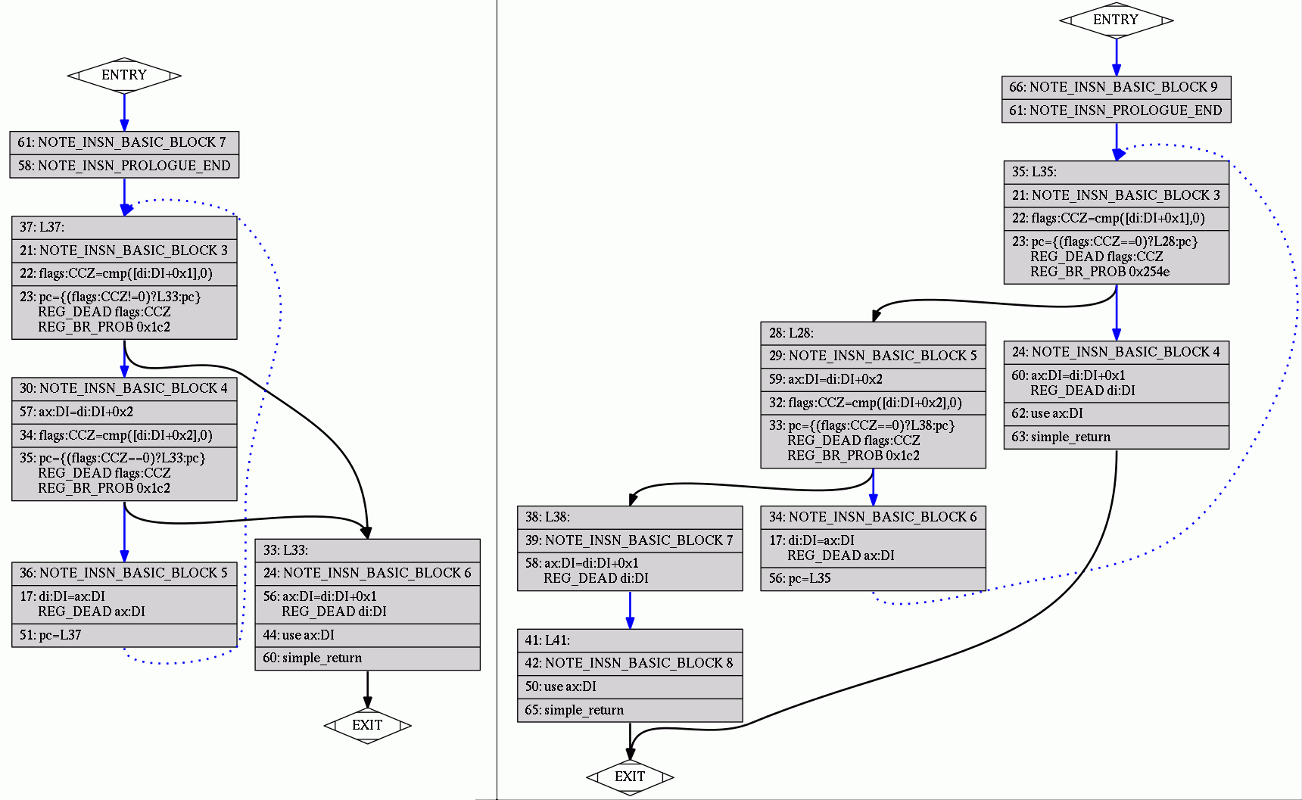 ENTRY
61: NOTE_INSN_BASIC_BLOCK 7
58: NOTE_INSN_PROLOGUE_END
37: L37:
21: NOTE_INSN_BASIC_BLOCK 3
22: flags:CCZ=cmp([di:DI+0x1],0)
23: pc={(flags:CCZ!=0)?L33:pc}
REG_DEAD flags:CCZ
REG_BR_PROB 0x1c2
30: NOTE_INSN_BASIC_BLOCK 4
57: ax:DI=di:DI+0x2
34: flags:CCZ=cmp([di:DI+0x2],0)
35: pc={(flags:CCZ==0)?L33:pc}
REG_DEAD flags:CCZ
REG_BR_PROB 0x1c2
36: NOTE_INSN_BASIC_BLOCK 5
17: di:DI=ax:DI
REG_DEAD ax:DI
51: pc=L37
33: L33:
24: NOTE_INSN_BASIC_BLOCK 6
56: ax:DI=di:DI+0x1
REG_DEAD di:DI
44: use ax:DI
60: simple_return
EXIT
ENTRY
66: NOTE_INSN_BASIC_BLOCK 9
61: NOTE_INSN_PROLOGUE_END
35: L35:
21: NOTE_INSN_BASIC_BLOCK 3
22: flags:CCZ=cmp([di:DI+0x1],0)
23: pc={(flags:CCZ==0)?L28:pc}
REG_DEAD flags:CCZ
REG_BR_PROB 0x254e
28: L28:
29: NOTE_INSN_BASIC_BLOCK 5
59: ax:DI=di:DI+0x2
32: flags:CCZ=cmp([di:DI+0x2],0)
33: pc={(flags:CCZ==0)?L38:pc}
REG_DEAD flags:CCZ
REG_BR_PROB 0x1c2
24: NOTE_INSN_BASIC_BLOCK 4
60: ax:DI=di:DI+0x1
REG_DEAD di:DI
62: use ax:DI
63: simple_return
38: L38:
39: NOTE_INSN_BASIC_BLOCK 7
58: ax:DI=di:DI+0x1
REG_DEAD di:DI
34: NOTE_INSN_BASIC_BLOCK 6
17: di:DI=ax:DI
REG_DEAD ax:DI
56: pc=L35
41: L41:
42: NOTE_INSN_BASIC_BLOCK 8
50: use ax:DI
65: simple_return
EXIT